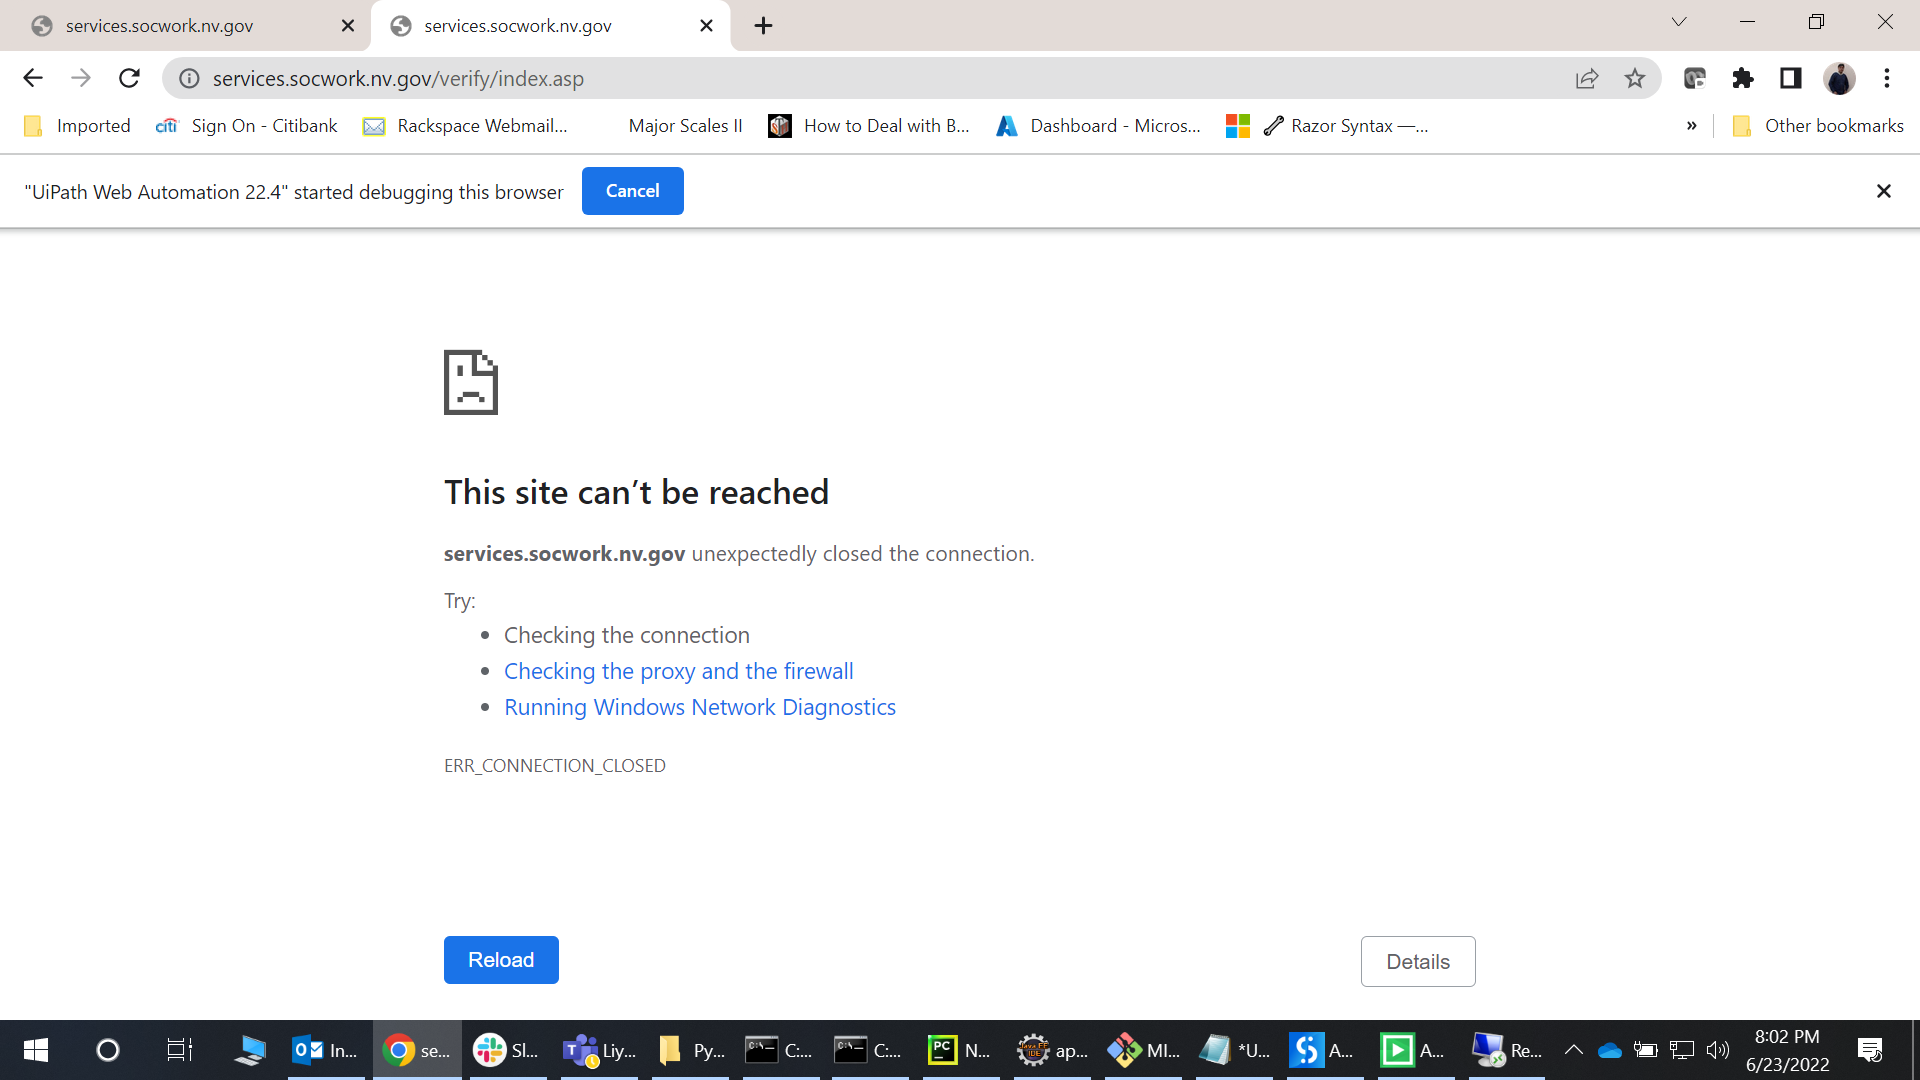 services.socwork.nv.gov
services.socwork.nv.gov
services.socwork.nv.gov/verify/index.asp
Imported
citi Sign On - Citibank
Rackspace Webmail...
Major Scales II
How to Deal with B...
Dashboard - Micros...
Razor Syntax —...
»
Other bookmarks
"UiPath Web Automation 22.4" started debugging this browser
Cancel
This site can’t be reached
services.socwork.nv.gov unexpectedly closed the connection.
Try:
• Checking the connection
• Checking the proxy and the firewall
• Running Windows Network Diagnostics
ERR_CONNECTION_CLOSED
Reload
Details
In...
se...
Sl...
Liy...
Py...
C:...
C:...
PC N...
ap...
MI...
*U...
A...
A...
Re...
8:02 PM
6/23/2022